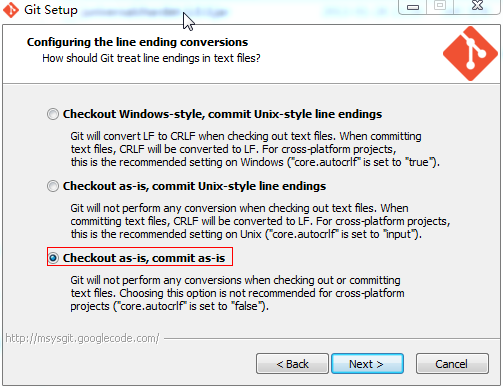 Git Setup
Configuring the line ending conversions
How should Git treat line endings in text files?
Checkout Windows-style, commit Unix-style line endings
Git will convert LF to CRLF when checking out text files. When committing
text files, CRLF will be converted to LF. For cross-platform projects,
this is the recommended setting on Windows ("core.autocrlf" is set to "true").
Checkout as-is, commit Unix-style line endings
Git will not perform any conversion when checking out text files. When
committing text files, CRLF will be converted to LF. For cross-platform projects,
this is the recommended setting on Unix ("core.autocrlf" is set to "input").
Checkout as-is, commit as-is
Git will not perform any conversions when checking out or committing
text files. Choosing this option is not recommended for cross-platform
projects ("core.autocrlf" is set to "false").
http://msysgit.googlecode.com/
< Back
Next >
Cancel